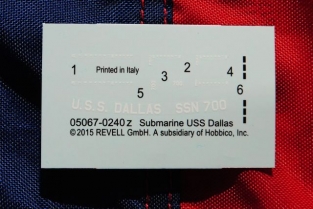 1 Printed in Italy 3 2 4
5 6
U.S.S. DALLAS SSN 700
05067-0240 z Submarine USS Dallas
©2015 REVELL GmbH. A subsidiary of Hobbico, Inc.